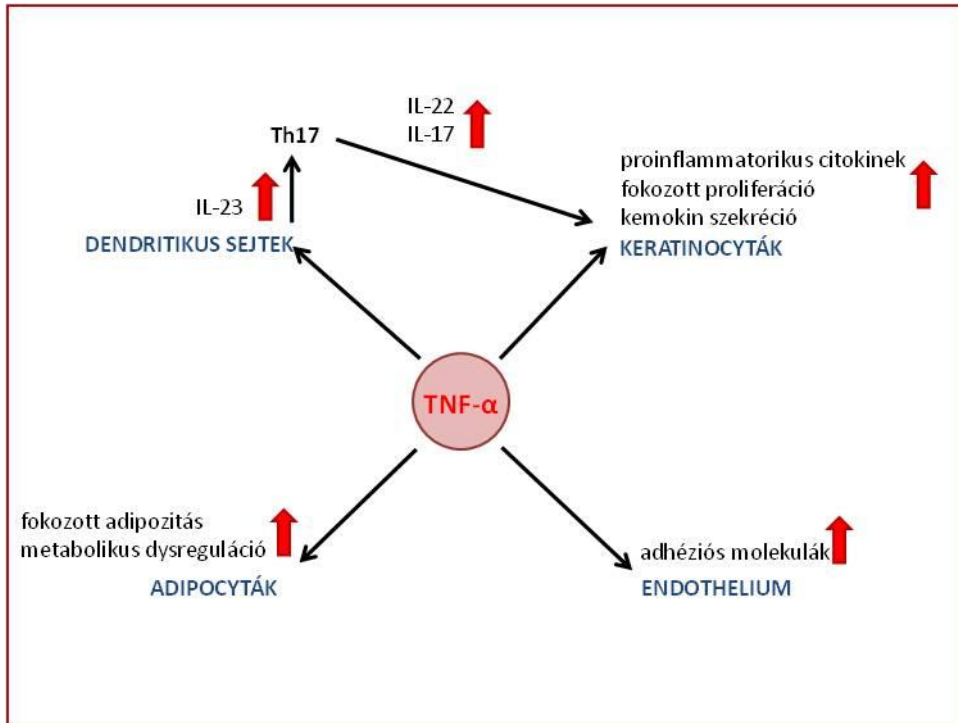 IL-22
IL-17
Th17
proinflammatorikus citokinek
fokozott proliferáció
kemokin szekréció
KERATINOCYTÁK
IL-23
DENDRITIKUS SEJTEK
TNF-α
fokozott adipozitás
metabolikus dysreguláció
ADIPOCYTÁK
adhéziós molekulák
ENDOTHELIUM